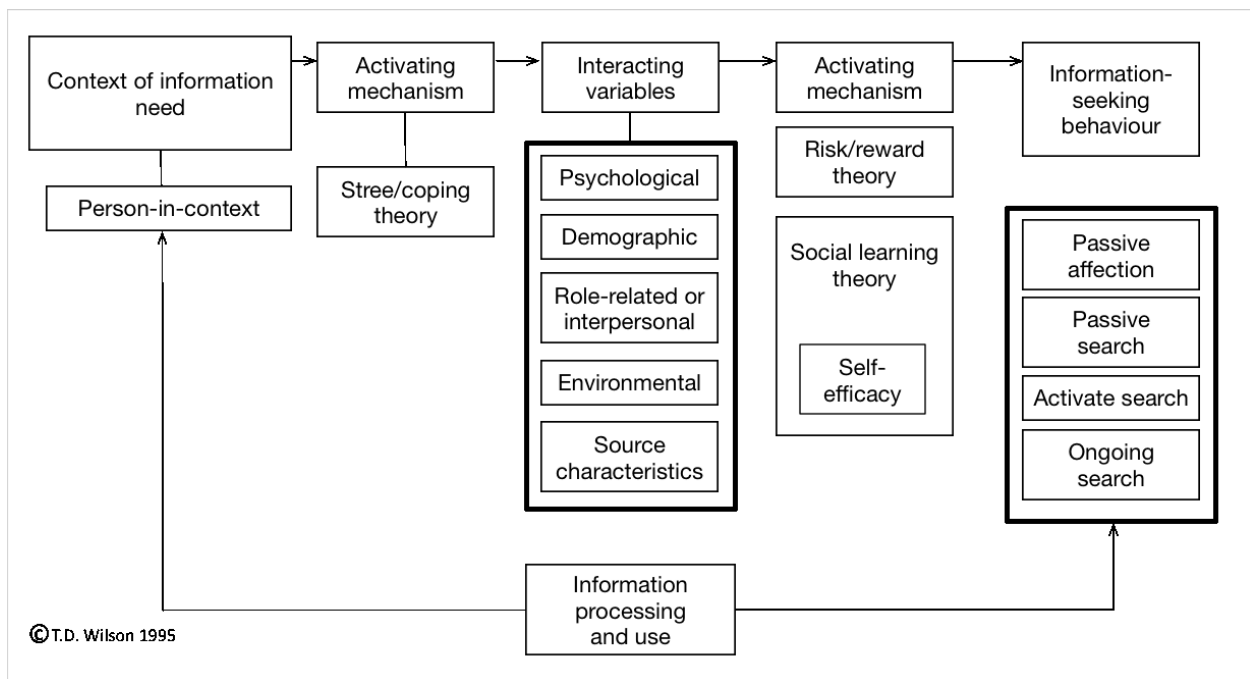 Context of information
need
Activating
mechanism
Interacting
variables
Activating
mechanism
Information-
seeking
behaviour
Person-in-context
Stree/coping
theory
Psychological
Demographic
Role-related or
interpersonal
Environmental
Source
characteristics
Risk/reward
theory
Social learning
theory
Self-
efficacy
Passive
affection
Passive
search
Activate search
Ongoing
search
Information
processing
and use
©T.D. Wilson 1995